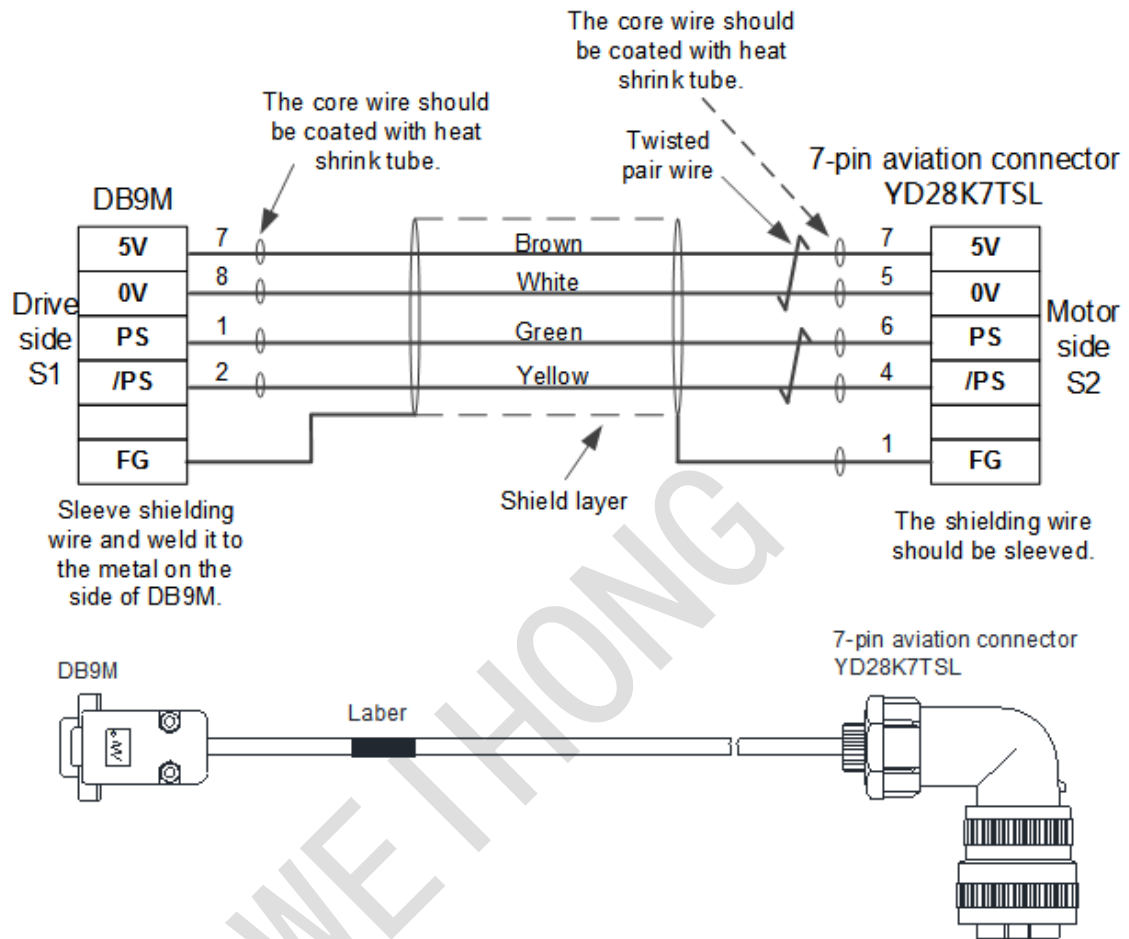 The core wire should
be coated with heat
shrink tube.
The core wire should
be coated with heat
shrink tube.
Twisted
pair wire
7-pin aviation connector
YD28K7TSL
DB9M
5V 7 Brown 7 5V
0V 8 White 5 0V
Drive
side
S1
PS 1 Green 6 PS
/PS 2 Yellow 4 /PS
Motor
side
S2
FG 1 FG
Shield layer
Sleeve shielding
wire and weld it to
the metal on the
side of DB9M.
The shielding wire
should be sleeved.
DB9M
Laber
7-pin aviation connector
YD28K7TSL
WEIHONG